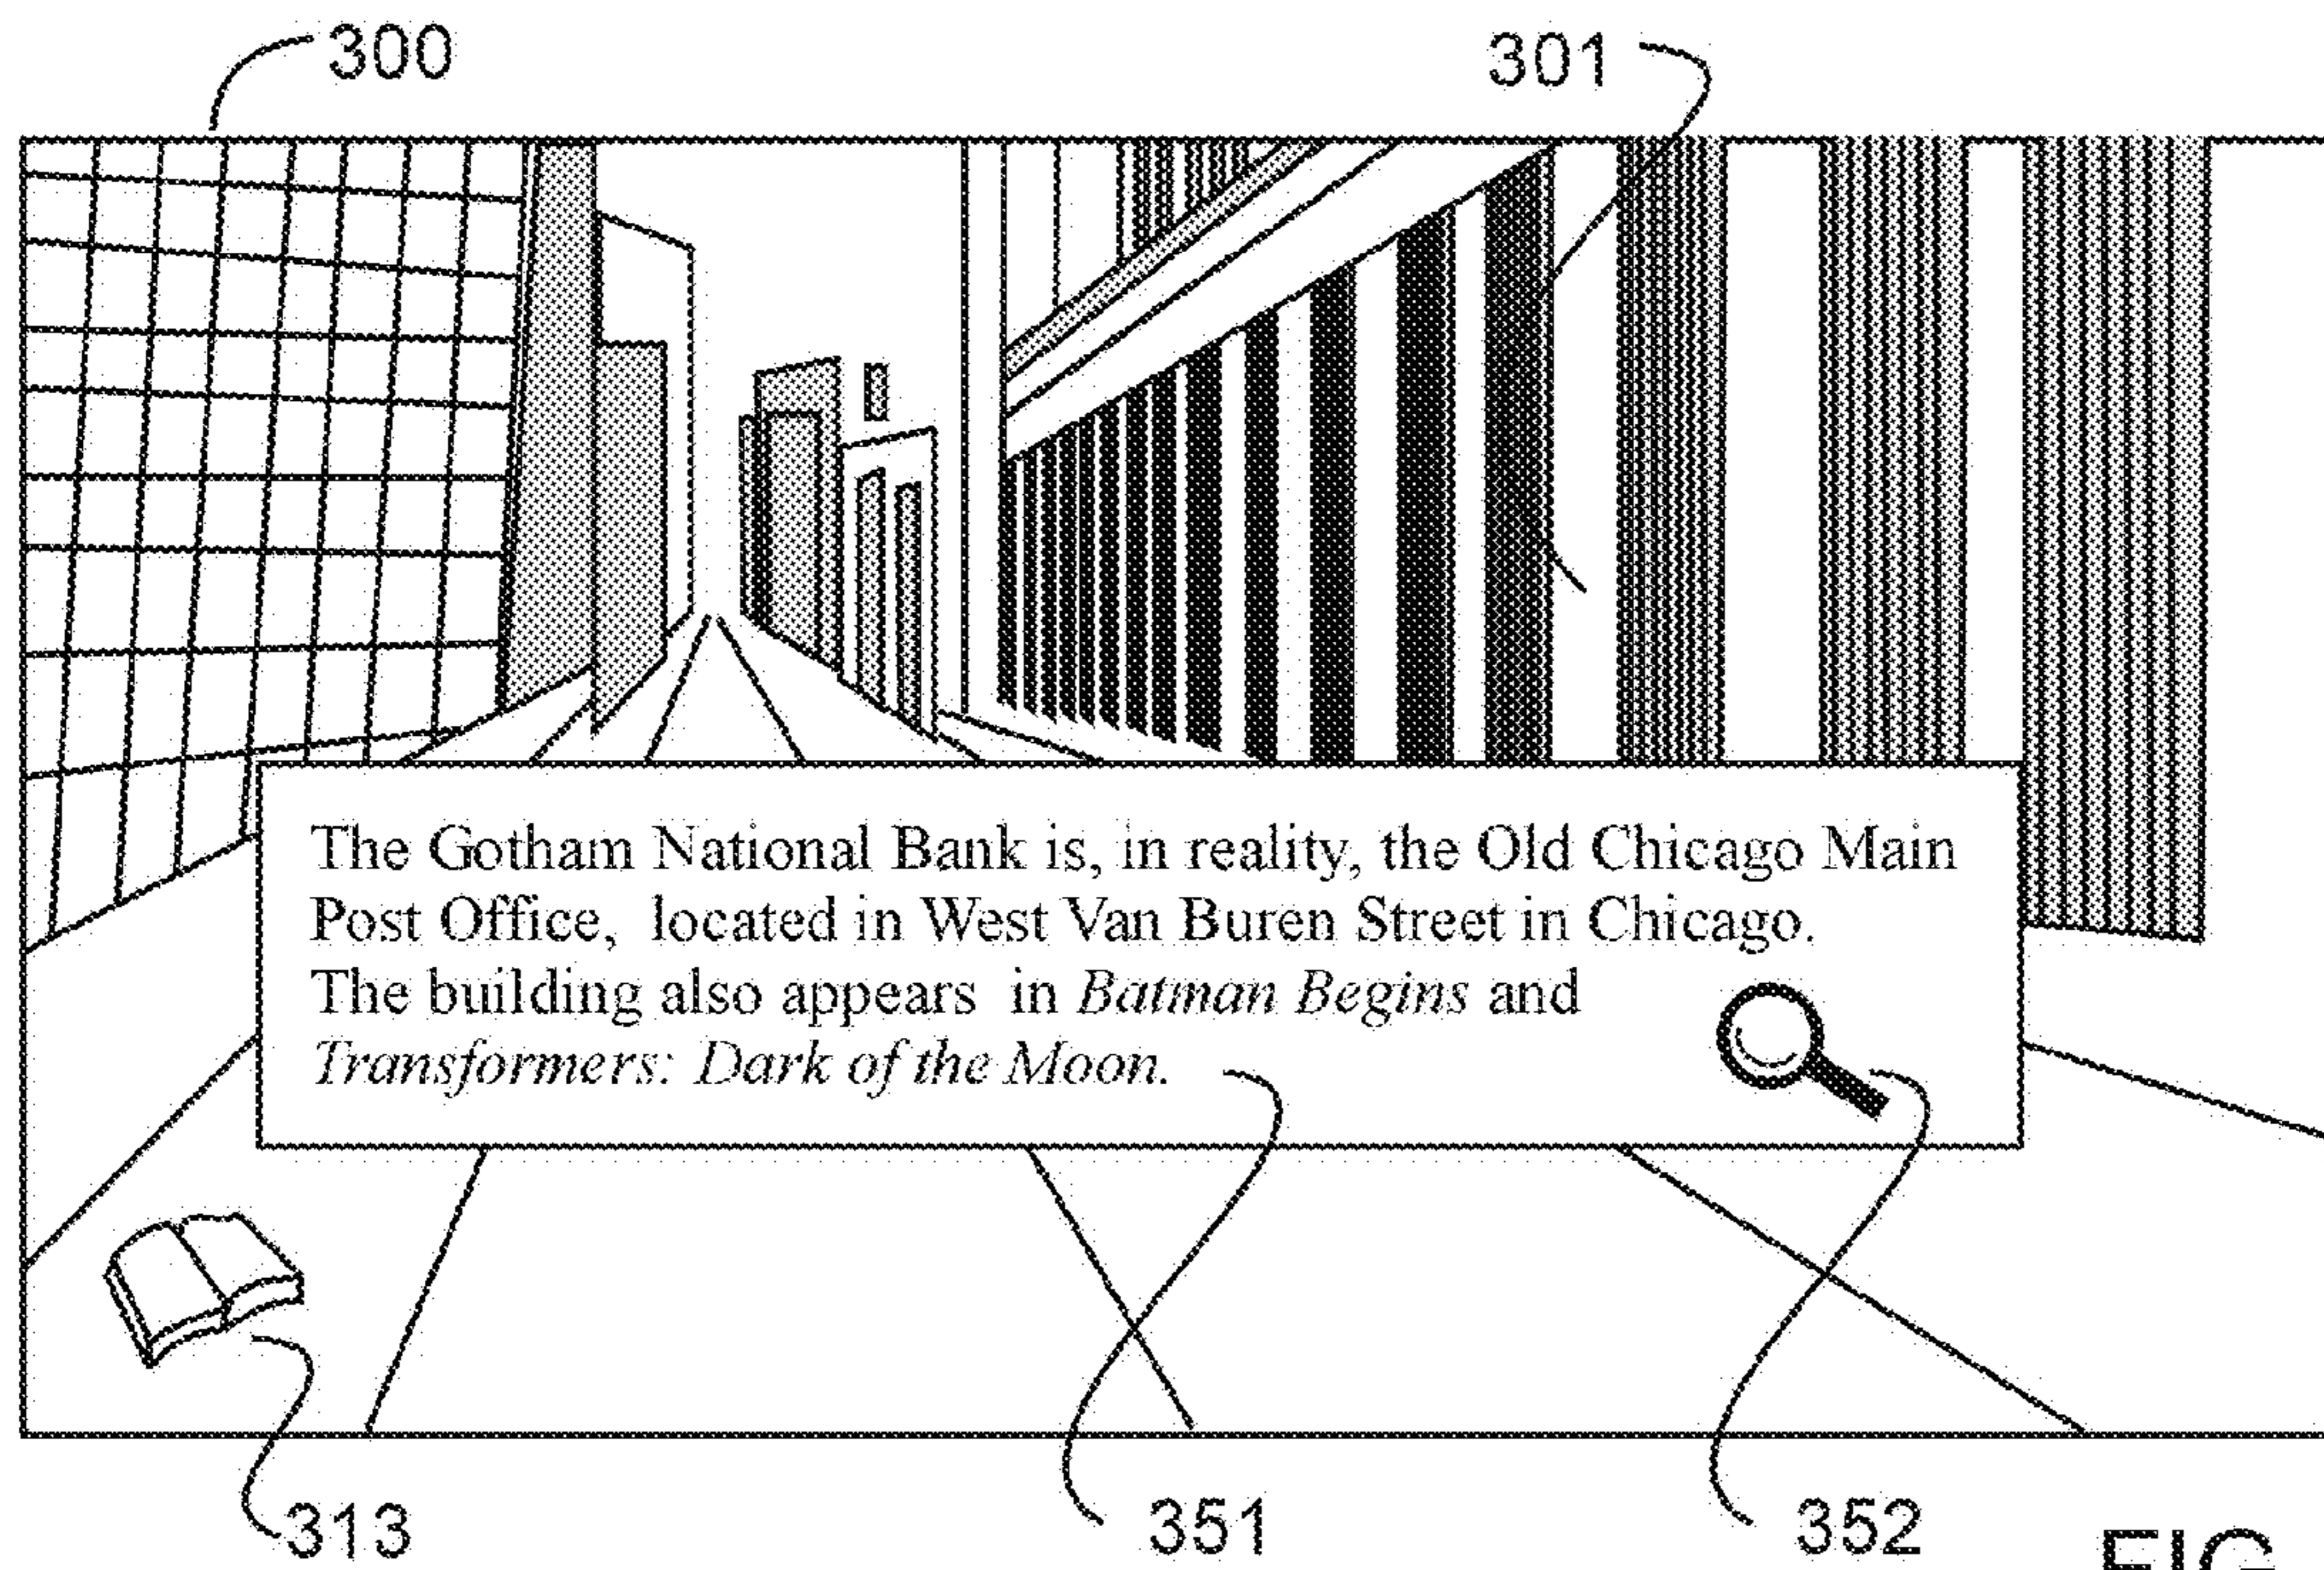 300
301
The Gotham National Bank is, in reality, the Old Chicago Main
Post Office, located in West Van Buren Street in Chicago.
The building also appears in Batman Begins and
Transformers: Dark of the Moon.
313
351
352